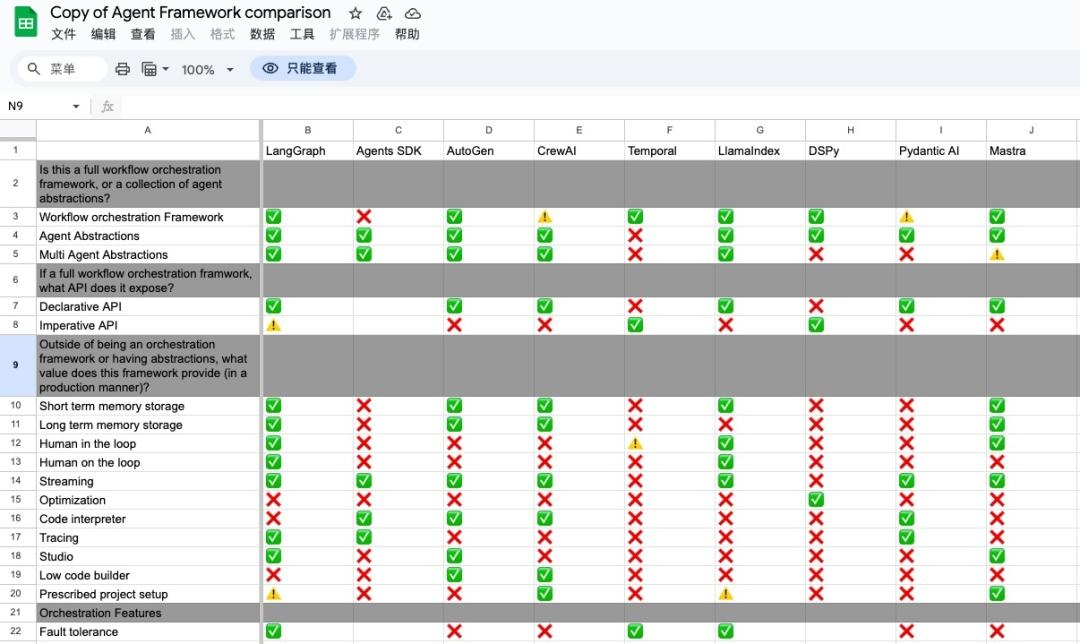 Copy of Agent Framework comparison
文件 编辑 查看 插入 格式 数据 工具 扩展程序 帮助
菜单 100% 只能查看
N9 fx
A B C D E F G H I J
1 LangGraph Agents SDK AutoGen CrewAI Temporal LlamaIndex DSPy Pydantic AI Mastra
Is this a full workflow orchestration
2 framework, or a collection of agent
abstractions?
3 Workflow orchestration Framework ✅ ❌ ✅ ⚠️ ✅ ✅ ✅ ⚠️ ✅
4 Agent Abstractions ✅ ✅ ✅ ✅ ❌ ✅ ✅ ✅ ✅
5 Multi Agent Abstractions ✅ ✅ ✅ ✅ ❌ ✅ ❌ ❌ ⚠️
If a full workflow orchestration framwork,
6 what API does it expose?
7 Declarative API ✅ ✅ ✅ ❌ ✅ ❌ ✅ ✅
8 Imperative API ⚠️ ❌ ❌ ✅ ❌ ✅ ❌ ❌
Outside of being an orchestration
framework or having abstractions, what
9 value does this framework provide (in a
production manner)?
10 Short term memory storage ✅ ❌ ✅ ✅ ❌ ✅ ❌ ❌ ✅
11 Long term memory storage ✅ ❌ ✅ ✅ ❌ ❌ ❌ ❌ ✅
12 Human in the loop ✅ ❌ ❌ ❌ ⚠️ ✅ ❌ ❌ ✅
13 Human on the loop ✅ ❌ ❌ ❌ ❌ ✅ ❌ ❌ ❌
14 Streaming ✅ ✅ ✅ ✅ ❌ ✅ ❌ ✅ ✅
15 Optimization ❌ ❌ ❌ ❌ ❌ ❌ ✅ ❌ ❌
16 Code interpreter ❌ ✅ ✅ ✅ ❌ ❌ ❌ ✅ ❌
17 Tracing ✅ ✅ ❌ ❌ ❌ ❌ ❌ ✅ ❌
18 Studio ✅ ❌ ✅ ❌ ❌ ❌ ❌ ❌ ✅
19 Low code builder ❌ ❌ ✅ ✅ ❌ ❌ ❌ ❌ ❌
20 Prescribed project setup ⚠️ ❌ ❌ ✅ ❌ ⚠️ ❌ ❌ ✅
21 Orchestration Features
22 Fault tolerance ✅ ❌ ❌ ✅ ✅ ❌ ❌